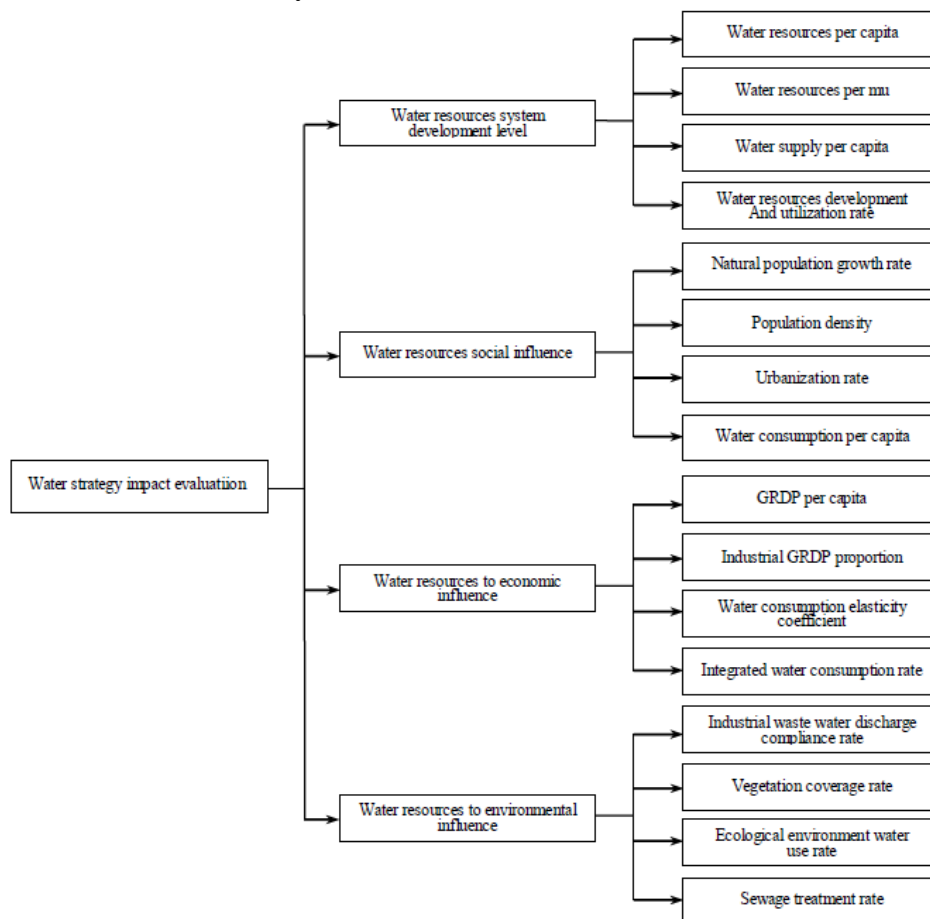 Water resources per capita
Water resources per mu
Water resources system
development level
Water supply per capita
Water resources development
And utilization rate
Natural population growth rate
Population density
Water resources social influence
Urbanization rate
Water consumption per capita
Water strategy impact evaluatiion
GRDP per capita
Industrial GRDP proportion
Water resources to economic
influence
Water consumption elasticity
coefficient
Integrated water consumption rate
Industrial waste water discharge
compliance rate
Vegetation coverage rate
Water resources to environmental
influence
Ecological environment water
use rate
Sewage treatment rate